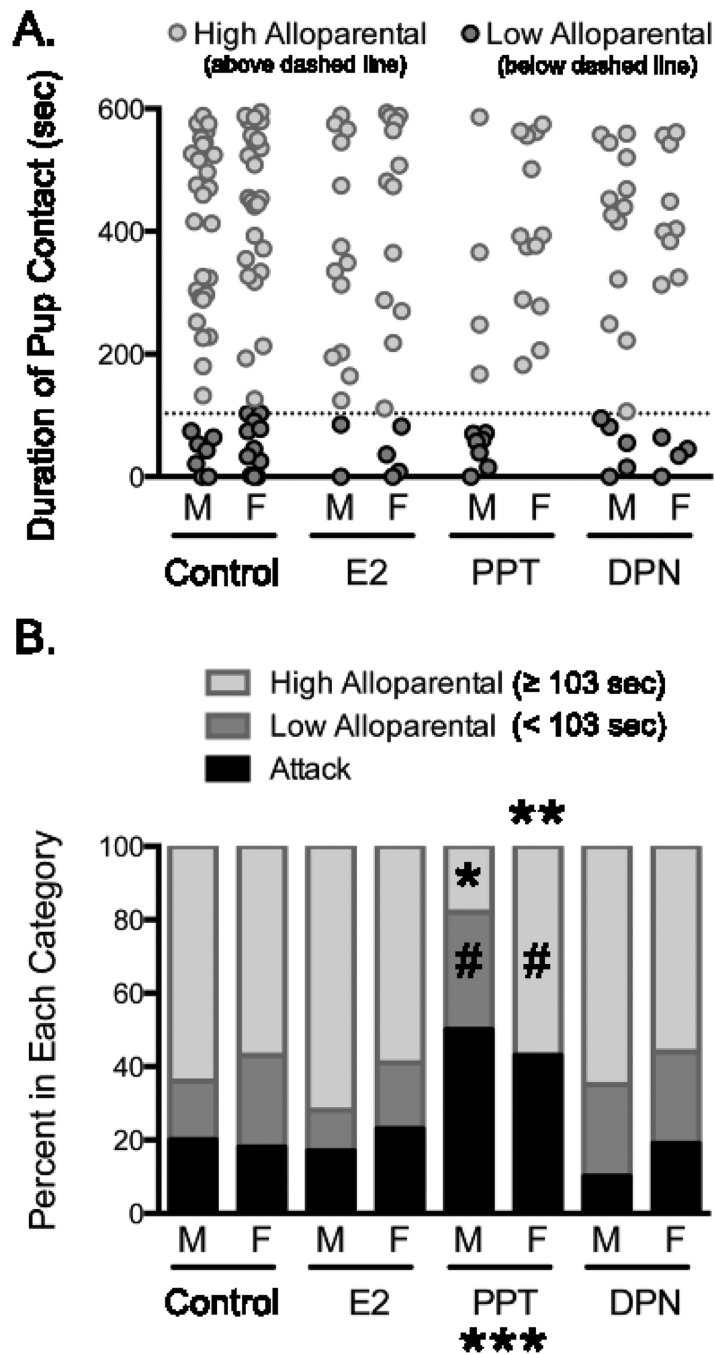 A.
High Alloparental
(above dashed line)
Low Alloparental
(below dashed line)
Duration of Pup Contact (sec)
600
400
200
0
M F M F M F M F
Control E2 PPT DPN
B.
High Alloparental (≥ 103 sec)
Low Alloparental (< 103 sec)
Attack
Percent in Each Category
**
100
80
60
40
20
0
*
# #
M F M F M F M F
Control E2 PPT DPN
***